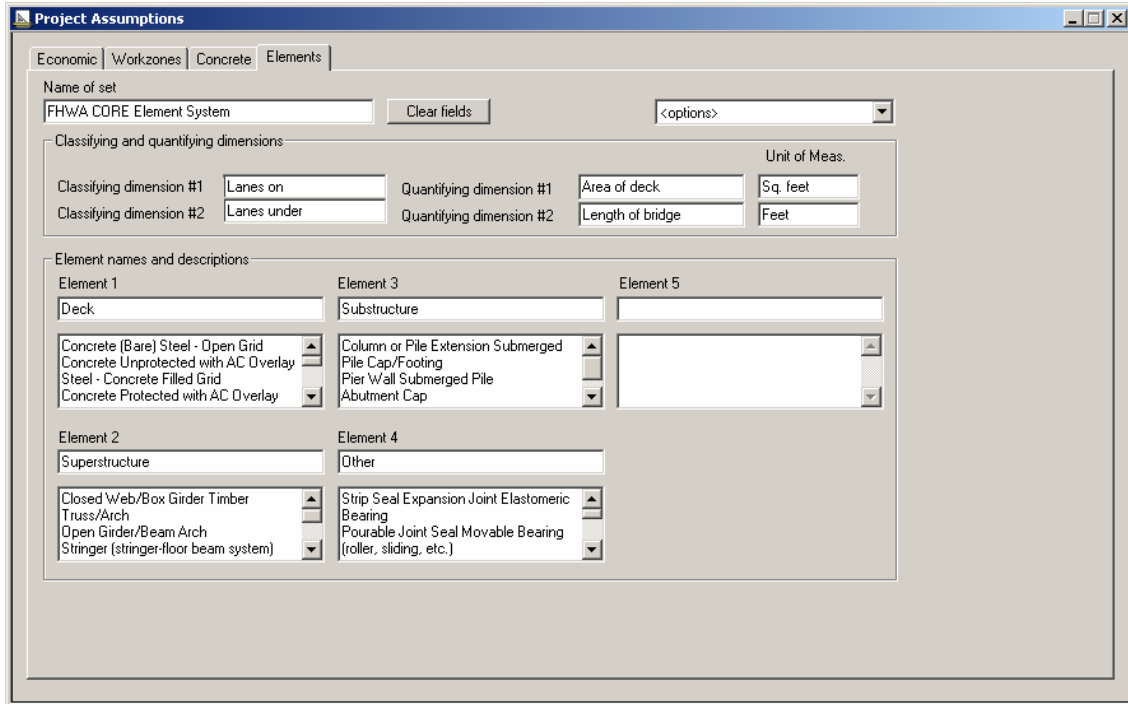 Project Assumptions
Economic Workzones Concrete Elements
Name of set
FHWA CORE Element System Clear fields <options>
Classifying and quantifying dimensions
Unit of Meas.
Classifying dimension #1 Lanes on Quantifying dimension #1 Area of deck Sq. feet
Classifying dimension #2 Lanes under Quantifying dimension #2 Length of bridge Feet
Element names and descriptions
Element 1 Element 3 Element 5
Deck Substructure
Concrete (Bare) Steel - Open Grid
Concrete Unprotected with AC Overlay
Steel - Concrete Filled Grid
Concrete Protected with AC Overlay
Column or Pile Extension Submerged
Pile Cap/Footing
Pier Wall Submerged Pile
Abutment Cap
Element 2 Element 4
Superstructure Other
Closed Web/Box Girder Timber
Truss/Arch
Open Girder/Beam Arch
Stringer (stringer-floor beam system)
Strip Seal Expansion Joint Elastomeric
Bearing
Pourable Joint Seal Movable Bearing
(roller, sliding, etc.)